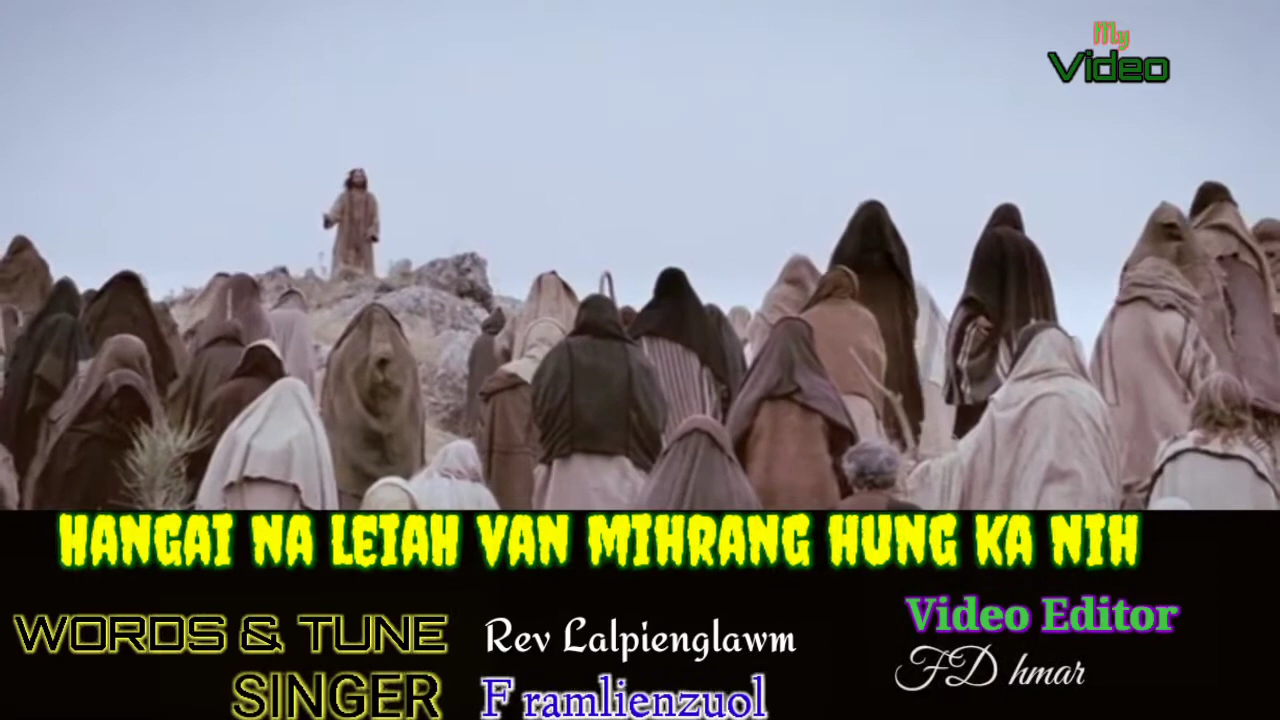 My
Video
HANGAI NA LEIAH VAN MIHRANG HUNG KA NIH
WORDS & TUNE Rev Lalpienglawm
Video Editor
FD hmar
SINGER F ramlienzuol